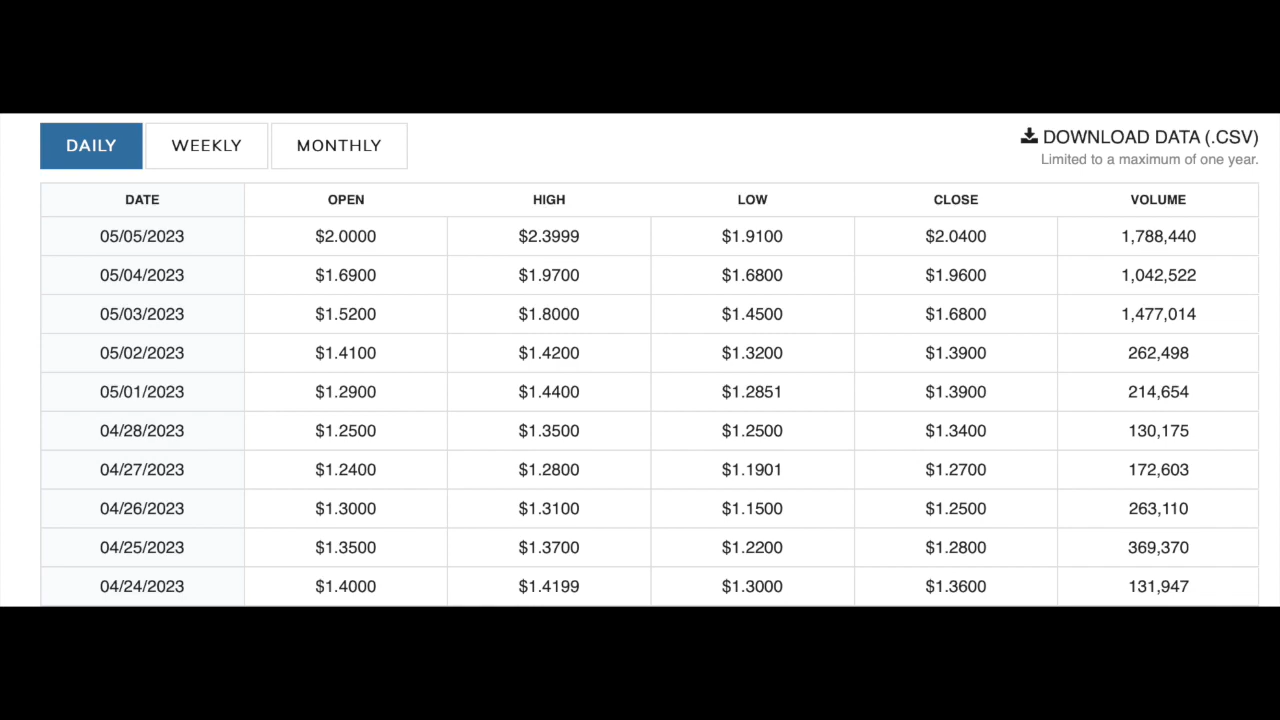 DAILY WEEKLY MONTHLY DOWNLOAD DATA (.CSV)
Limited to a maximum of one year.
DATE OPEN HIGH LOW CLOSE VOLUME
05/05/2023 $2.0000 $2.3999 $1.9100 $2.0400 1,788,440
05/04/2023 $1.6900 $1.9700 $1.6800 $1.9600 1,042,522
05/03/2023 $1.5200 $1.8000 $1.4500 $1.6800 1,477,014
05/02/2023 $1.4100 $1.4200 $1.3200 $1.3900 262,498
05/01/2023 $1.2900 $1.4400 $1.2851 $1.3900 214,654
04/28/2023 $1.2500 $1.3500 $1.2500 $1.3400 130,175
04/27/2023 $1.2400 $1.2800 $1.1901 $1.2700 172,603
04/26/2023 $1.3000 $1.3100 $1.1500 $1.2500 263,110
04/25/2023 $1.3500 $1.3700 $1.2200 $1.2800 369,370
04/24/2023 $1.4000 $1.4199 $1.3000 $1.3600 131,947